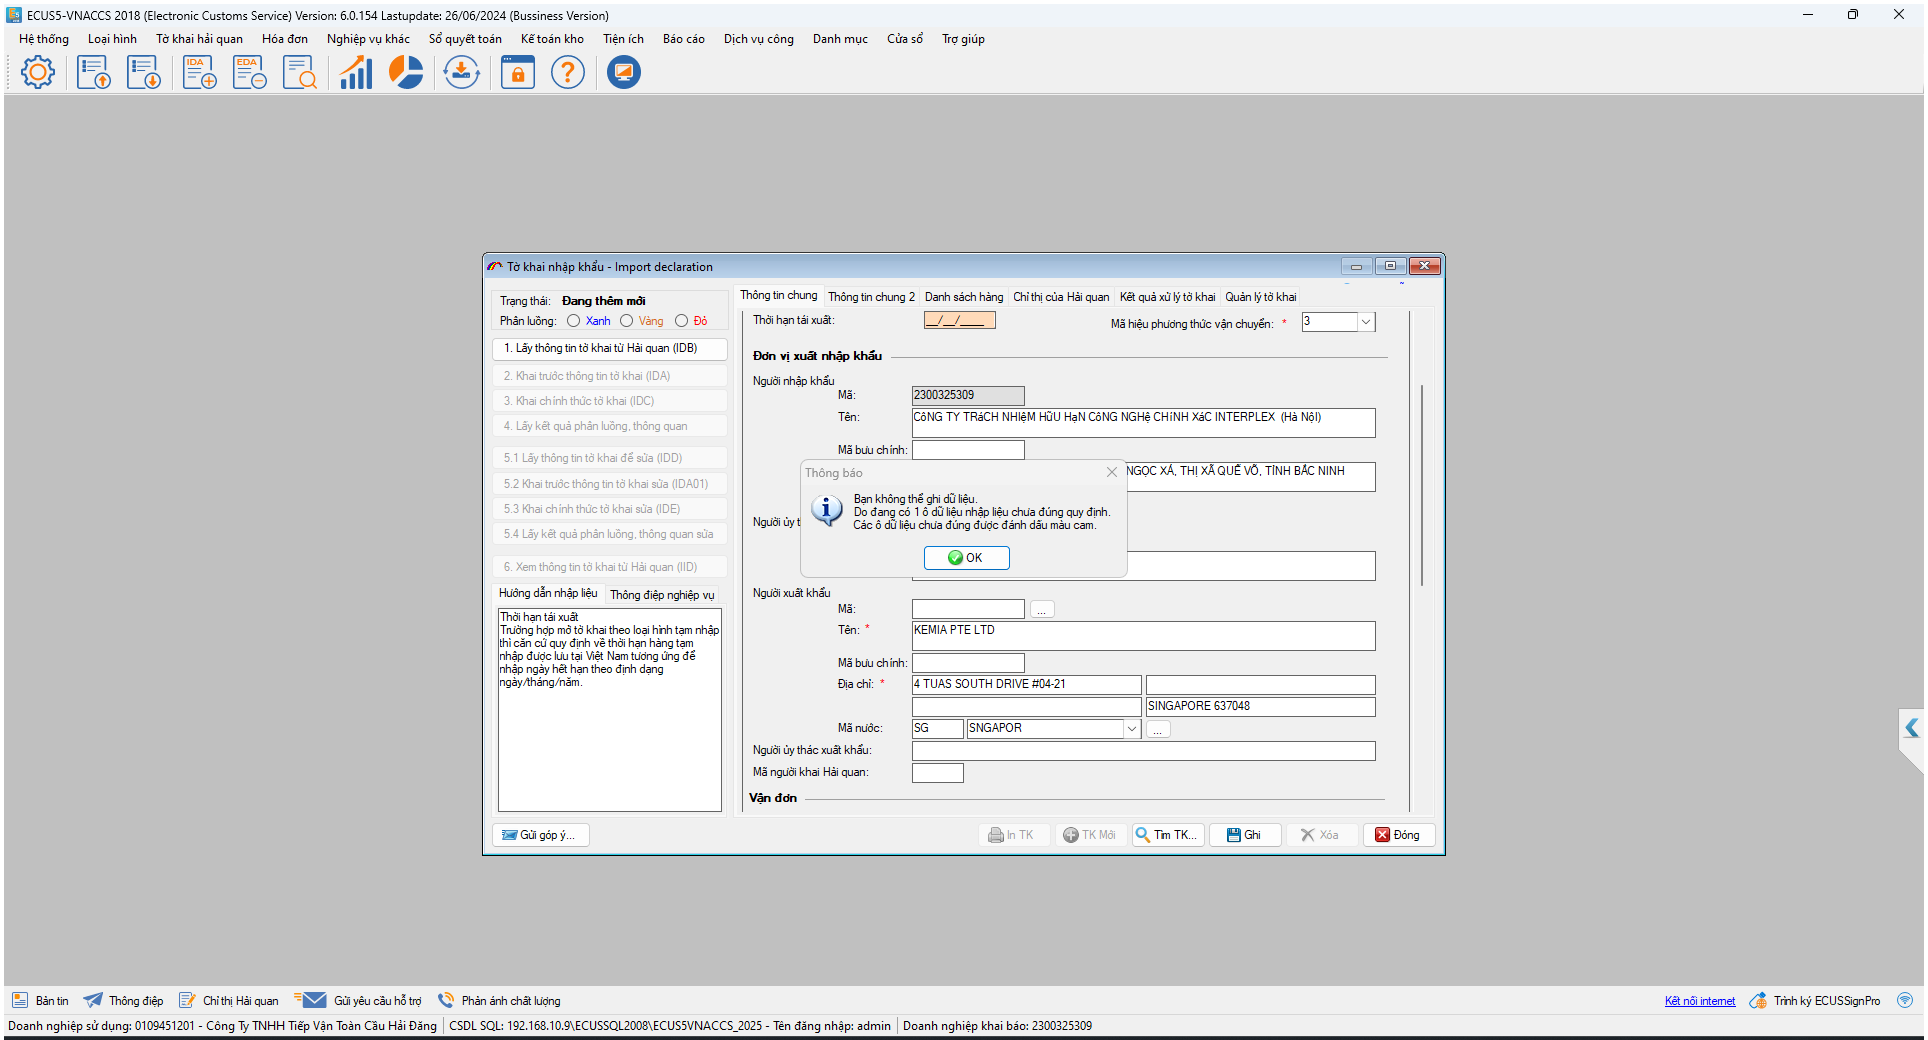 ECUS5-VNACCS 2018 (Electronic Customs Service) Version: 6.0.154 Lastupdate: 26/06/2024 (Bussiness Version)
Hệ thống Loại hình Tờ khai hải quan Hóa đơn Nghiệp vụ khác Sổ quyết toán Kế toán kho Tiện ích Báo cáo Dịch vụ công Danh mục Cửa sổ Trợ giúp
IDA EDA
Tờ khai nhập khẩu - Import declaration
Trạng thái: Đang thêm mới
Phân luồng: Xanh Vàng Đỏ
1. Lấy thông tin tờ khai từ Hải quan (IDB)
2. Khai trước thông tin tờ khai (IDA)
3. Khai chính thức tờ khai (IDC)
4. Lấy kết quả phân luồng, thông quan
5.1 Lấy thông tin tờ khai để sửa (IDD)
5.2 Khai trước thông tin tờ khai sửa (IDA01)
5.3 Khai chính thức tờ khai sửa (IDE)
5.4 Lấy kết quả phân luồng, thông quan sửa
6. Xem thông tin tờ khai từ Hải quan (IID)
Hướng dẫn nhập liệu Thông điệp nghiệp vụ
Thời hạn tái xuất
Trường hợp mở tờ khai theo loại hình tạm nhập
thì căn cứ quy định về thời hạn hàng tạm
nhập được lưu tại Việt Nam tương ứng để
nhập ngày hết hạn theo định dạng
ngày/tháng/năm.
Gửi góp ý...
Thông tin chung Thông tin chung 2 Danh sách hàng Chỉ thị của Hải quan Kết quả xử lý tờ khai Quản lý tờ khai
Thời hạn tái xuất: __/__/____ Mã hiệu phương thức vận chuyển: * 3
Đơn vị xuất nhập khẩu
Người nhập khẩu
Mã: 2300325309
Tên: CôNG TY TRáCH NHIệM HữU HạN CôNG NGHệ CHíNH XáC INTERPLEX (Hà NộI)
Mã bưu chính:
NGỌC XÁ, THỊ XÃ QUẾ VÕ, TỈNH BẮC NINH
Người ủy t
Thông báo
Bạn không thể ghi dữ liệu.
Do đang có 1 ô dữ liệu nhập liệu chưa đúng quy định.
Các ô dữ liệu chưa đúng được đánh dấu màu cam.
OK
Người xuất khẩu
Mã: ...
Tên: * KEMIA PTE LTD
Mã bưu chính:
Địa chỉ: * 4 TUAS SOUTH DRIVE #04-21
SINGAPORE 637048
Mã nước: SG SNGAPOR ...
Người ủy thác xuất khẩu:
Mã người khai Hải quan:
Vận đơn
In TK TK Mới Tìm TK... Ghi Xóa Đóng
Bản tin Thông điệp Chỉ thị Hải quan Gửi yêu cầu hỗ trợ Phản ánh chất lượng Kết nối internet Trình ký ECUSSignPro
Doanh nghiệp sử dụng: 0109451201 - Công Ty TNHH Tiếp Vận Toàn Cầu Hải Đăng CSDL SQL: 192.168.10.9\ECUSSQL2008\ECUS5VNACCS_2025 - Tên đăng nhập: admin Doanh nghiệp khai báo: 2300325309